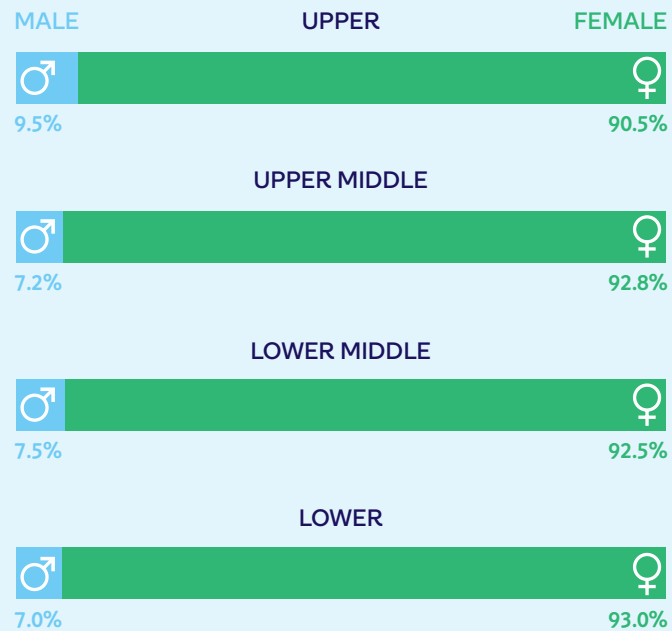 MALE UPPER FEMALE
9.5% 90.5%
UPPER MIDDLE
7.2% 92.8%
LOWER MIDDLE
7.5% 92.5%
LOWER
7.0% 93.0%